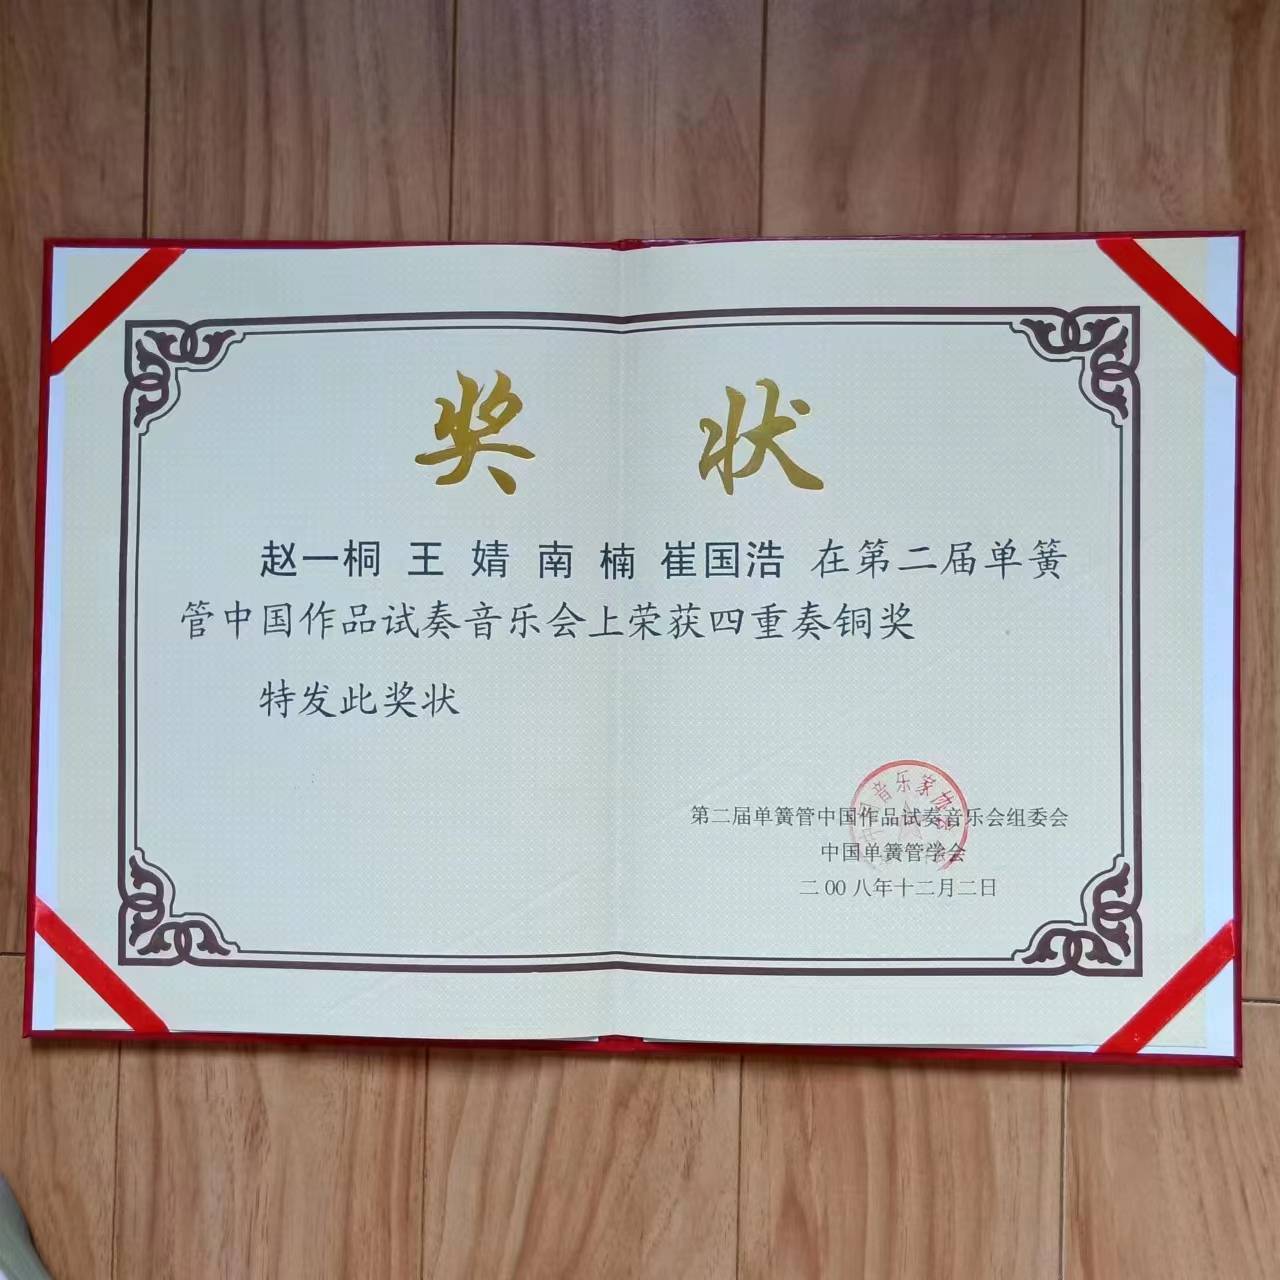 奖 状
赵一桐 王 婧 南 楠 崔国浩 在第二届单簧
管中国作品试奏音乐会上荣获四重奏铜奖
特发此奖状
音乐家协
第二届单簧管中国作品试奏音乐会组委会
中国单簧管学会
二00八年十二月二日